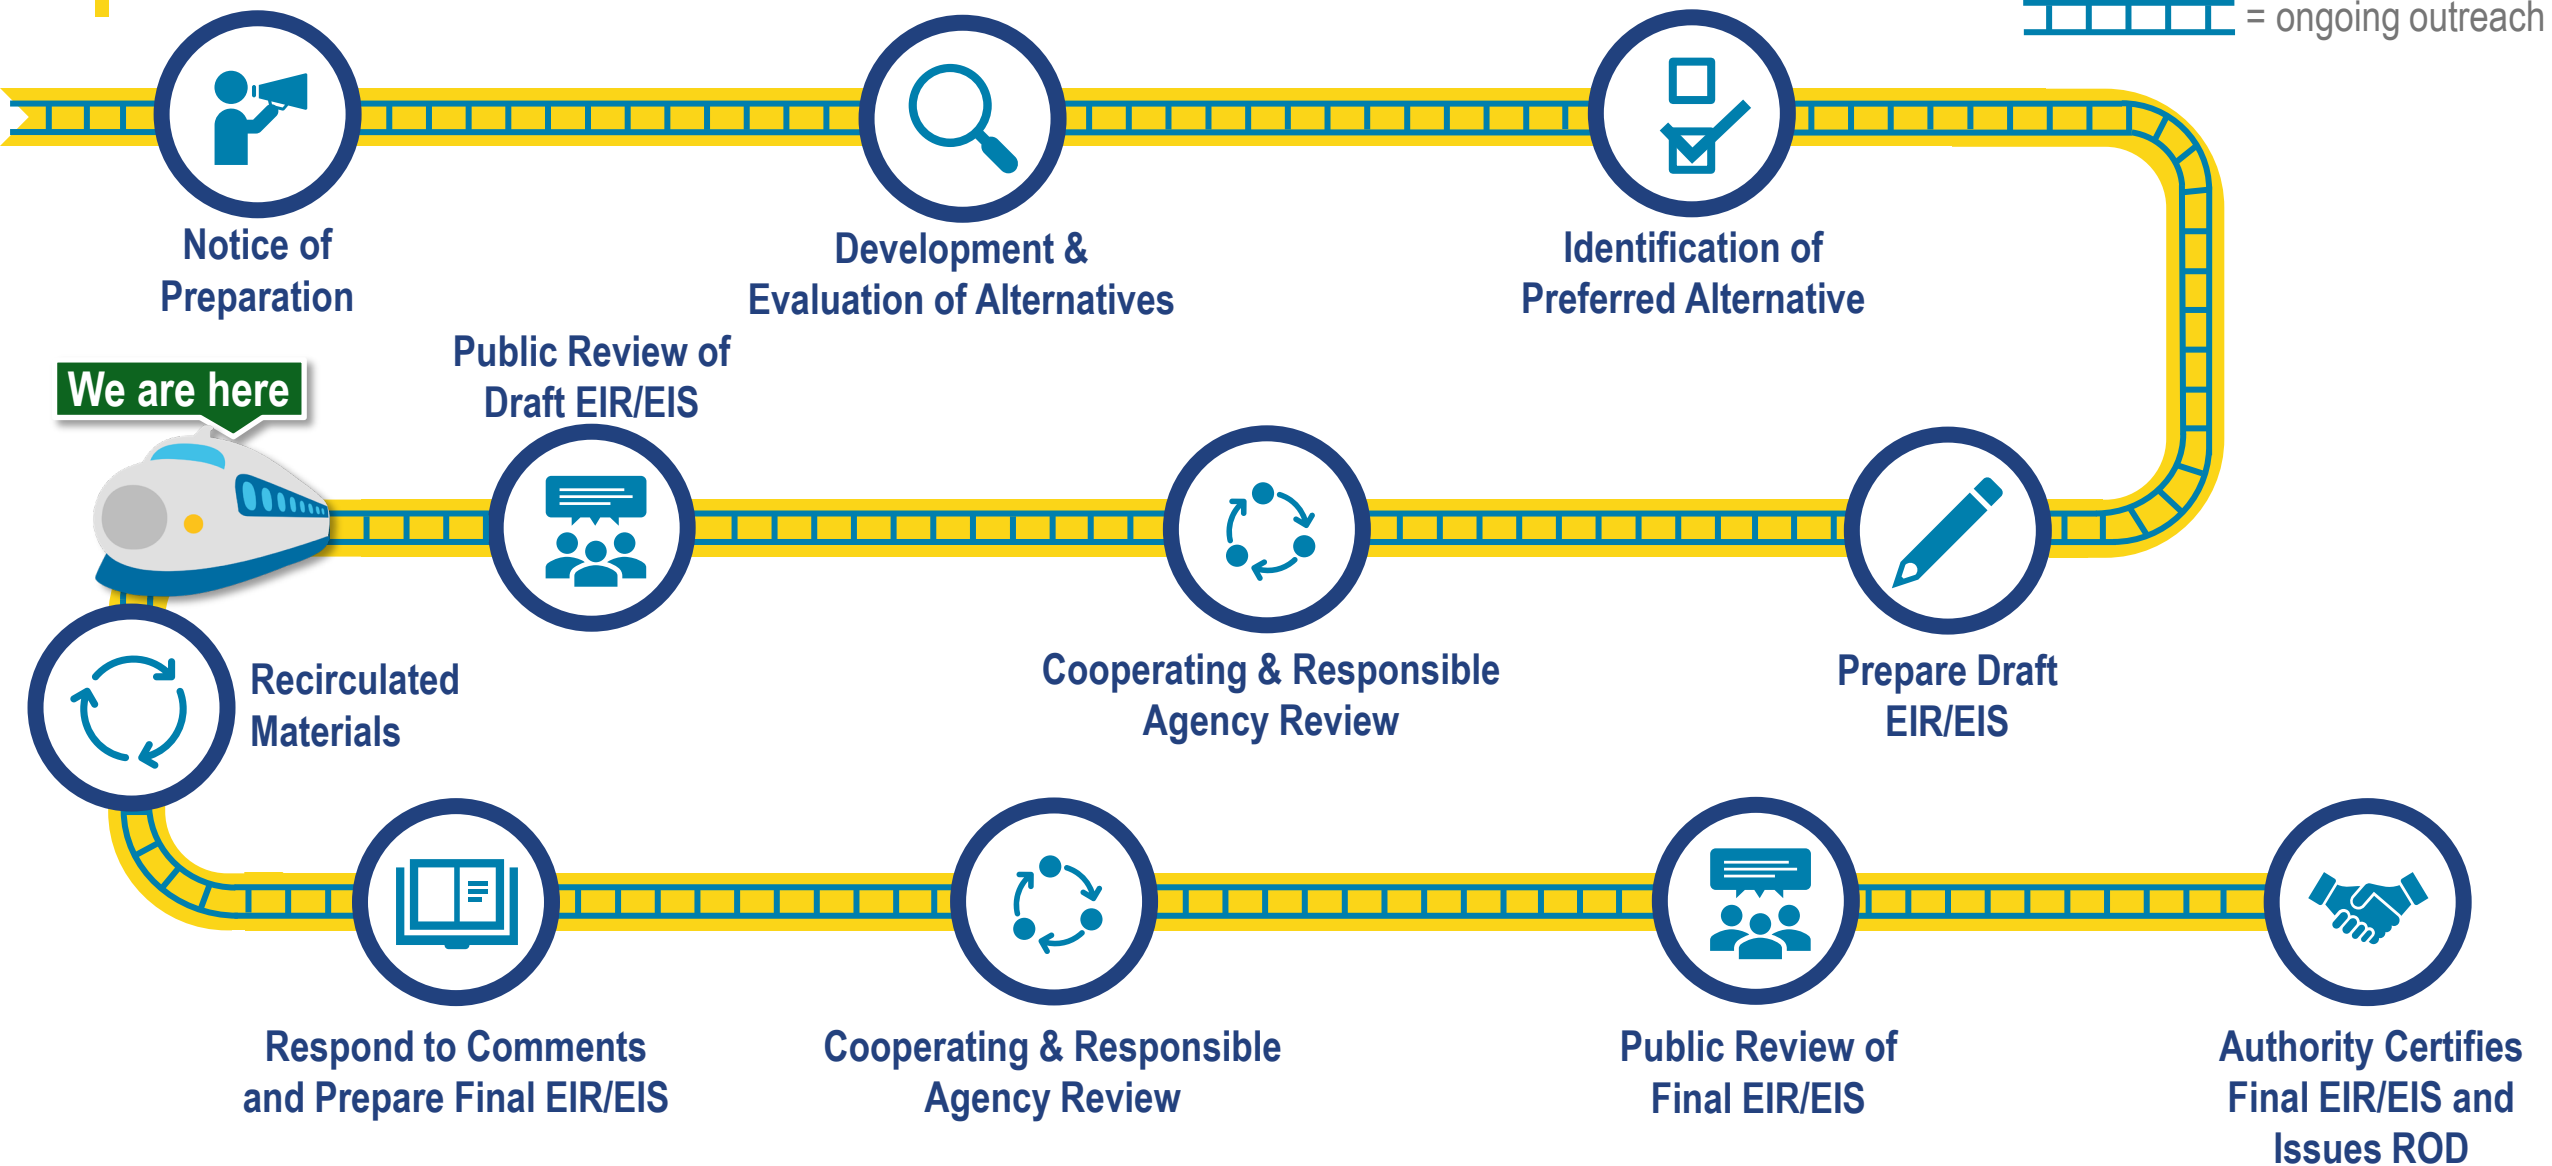 = ongoing outreach
Notice of
Preparation
Development &
Evaluation of Alternatives
Identification of
Preferred Alternative
We are here
Public Review of
Draft EIR/EIS
Cooperating & Responsible
Agency Review
Prepare Draft
EIR/EIS
Recirculated
Materials
Respond to Comments
and Prepare Final EIR/EIS
Cooperating & Responsible
Agency Review
Public Review of
Final EIR/EIS
Authority Certifies
Final EIR/EIS and
Issues ROD